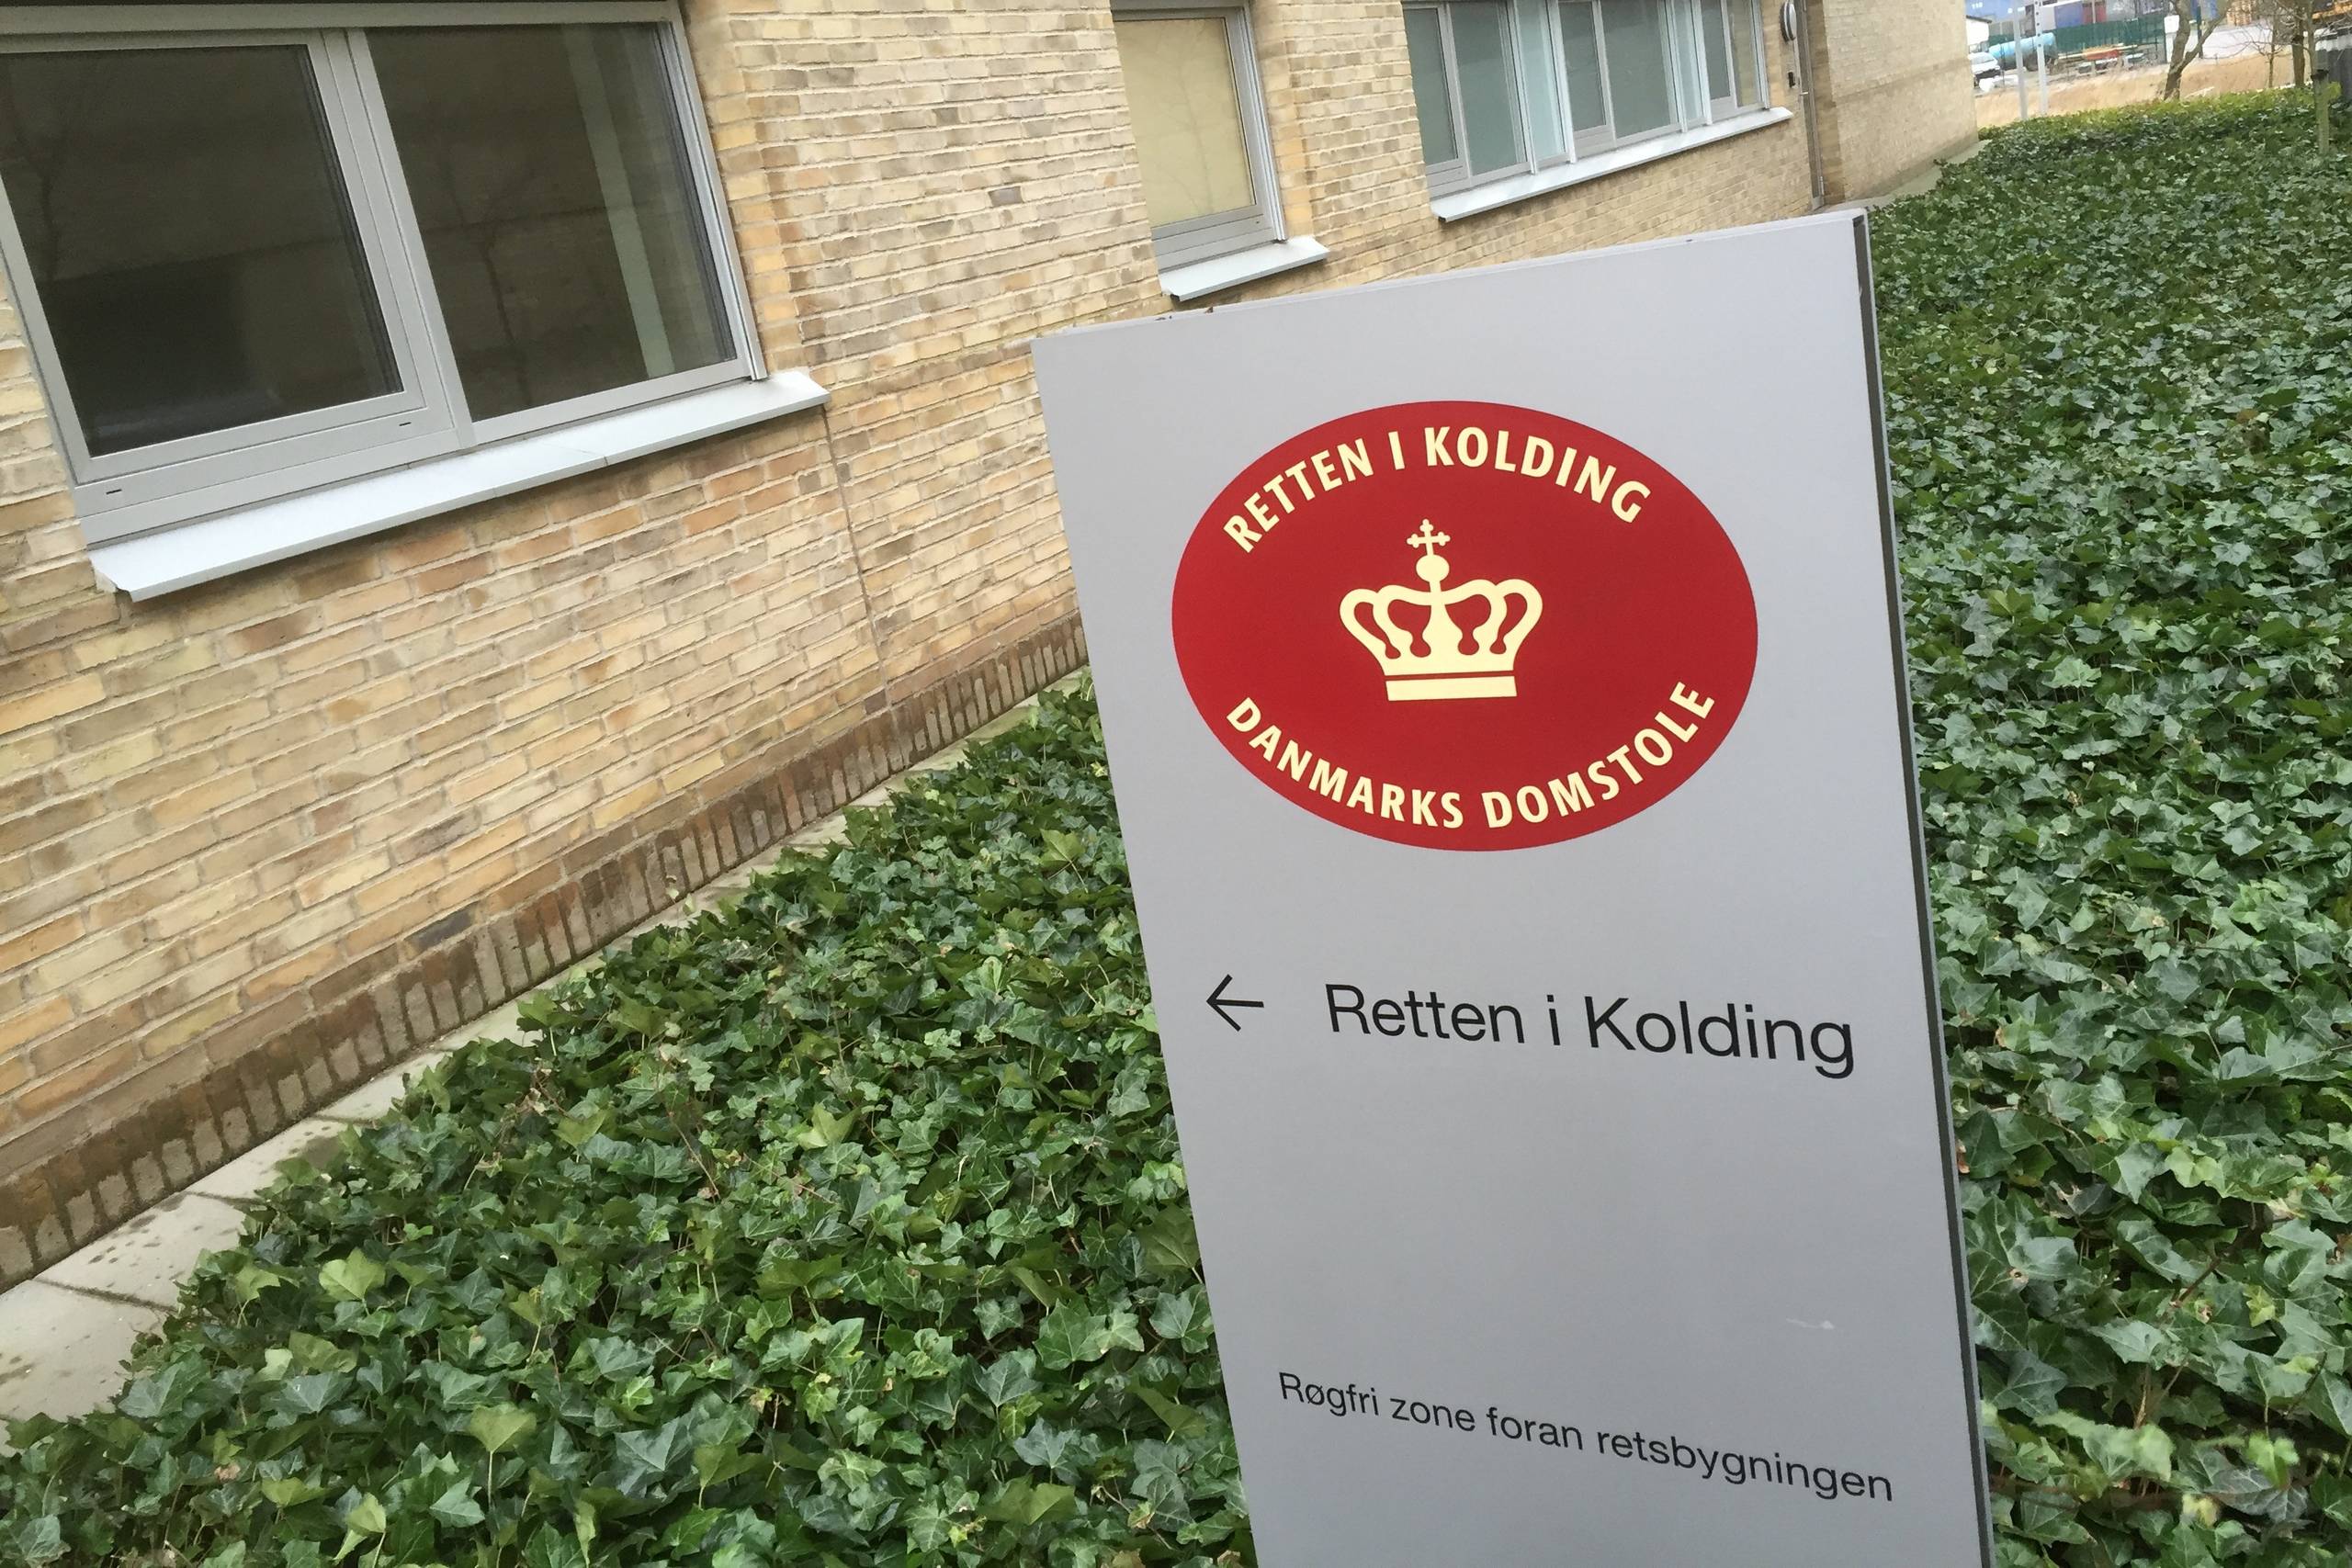 RETTEN I KOLDING
DANMARKS DOMSTOLE
← Retten i Kolding
Røgfri zone foran retsbygningen